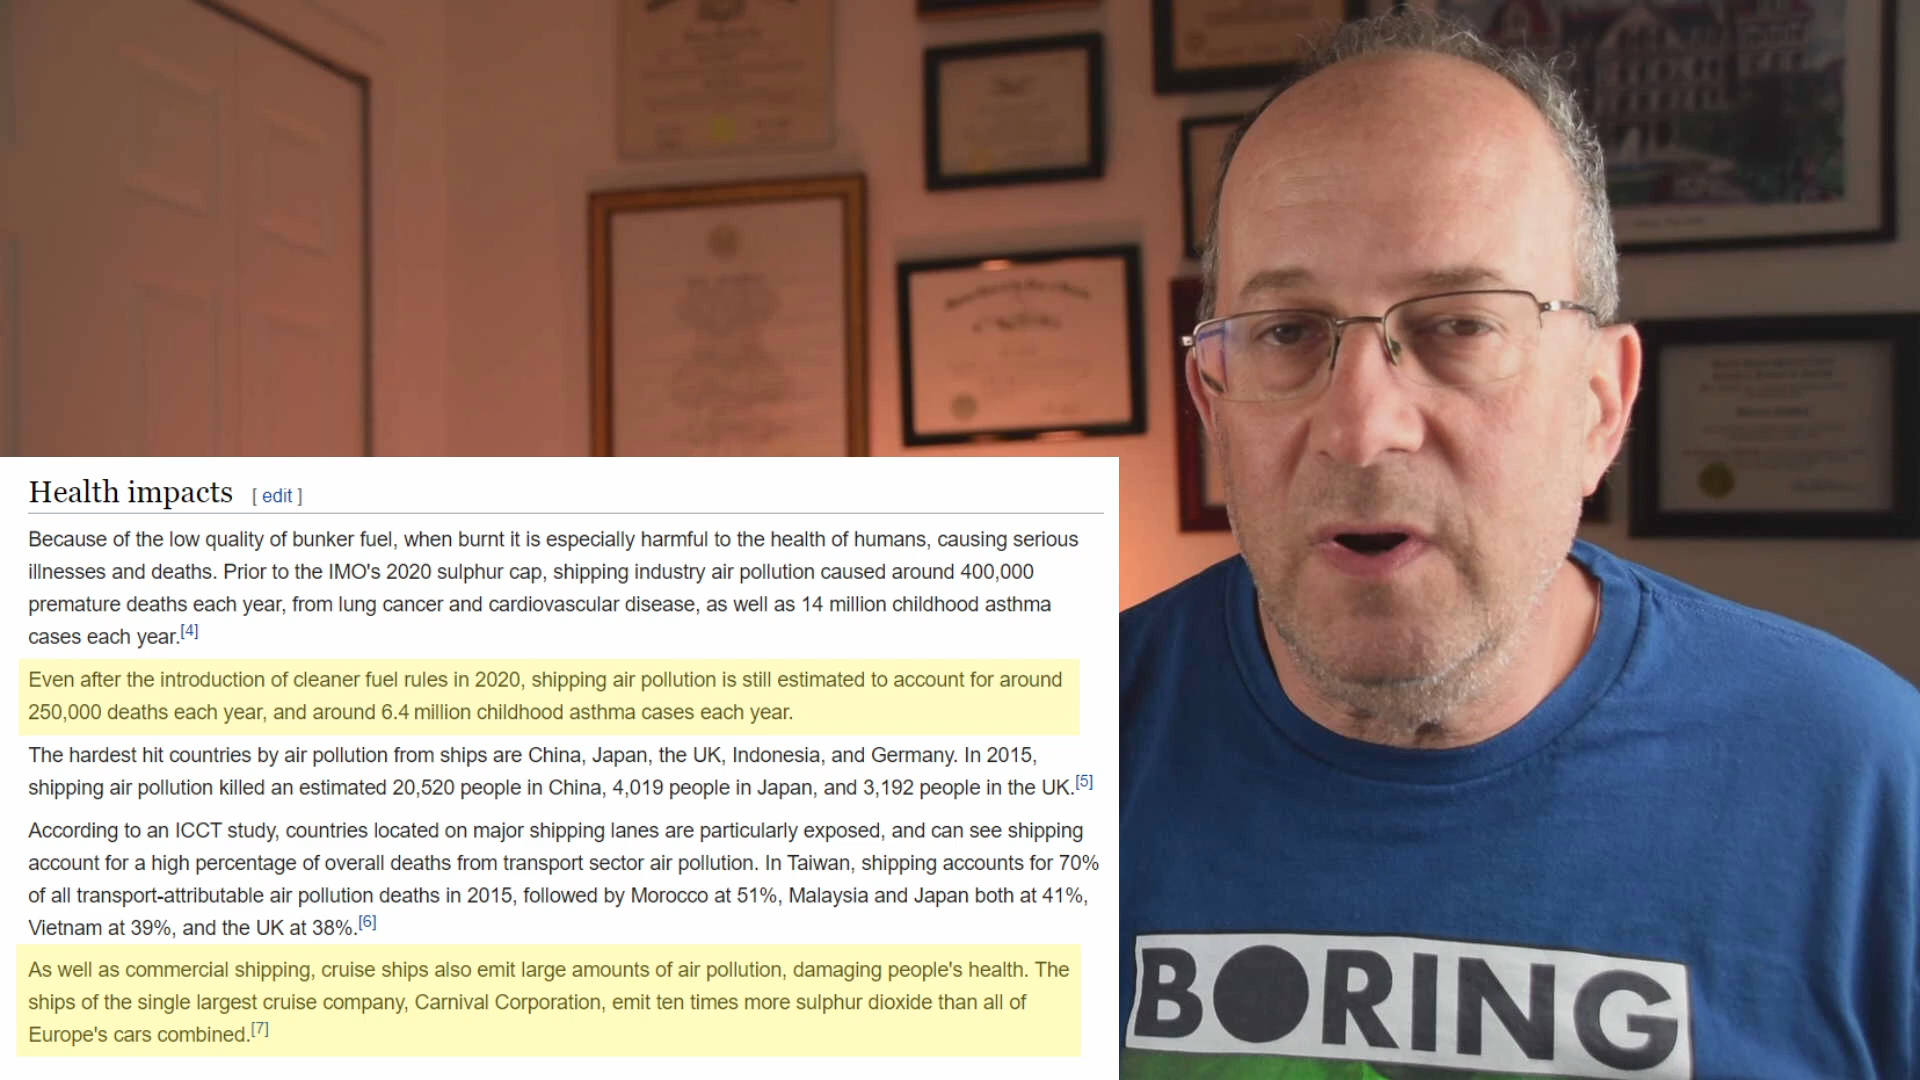 Health impacts [ edit ]
Because of the low quality of bunker fuel, when burnt it is especially harmful to the health of humans, causing serious
illnesses and deaths. Prior to the IMO's 2020 sulphur cap, shipping industry air pollution caused around 400,000
premature deaths each year, from lung cancer and cardiovascular disease, as well as 14 million childhood asthma
cases each year.[4]
Even after the introduction of cleaner fuel rules in 2020, shipping air pollution is still estimated to account for around
250,000 deaths each year, and around 6.4 million childhood asthma cases each year.
The hardest hit countries by air pollution from ships are China, Japan, the UK, Indonesia, and Germany. In 2015,
shipping air pollution killed an estimated 20,520 people in China, 4,019 people in Japan, and 3,192 people in the UK.[5]
According to an ICCT study, countries located on major shipping lanes are particularly exposed, and can see shipping
account for a high percentage of overall deaths from transport sector air pollution. In Taiwan, shipping accounts for 70%
of all transport-attributable air pollution deaths in 2015, followed by Morocco at 51%, Malaysia and Japan both at 41%,
Vietnam at 39%, and the UK at 38%.[6]
As well as commercial shipping, cruise ships also emit large amounts of air pollution, damaging people's health. The
ships of the single largest cruise company, Carnival Corporation, emit ten times more sulphur dioxide than all of
Europe's cars combined.[7]
BORING